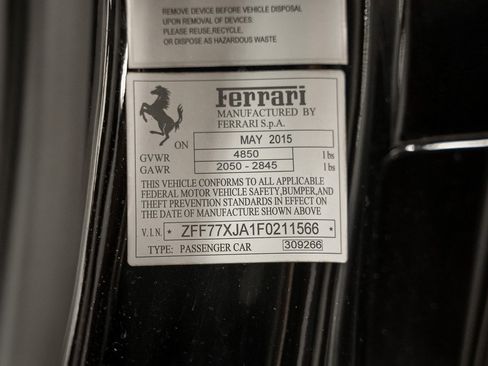 REMOVE DEVICE BEFORE VEHICLE DISPOSAL
UPON REMOVAL OF DEVICES:
PLEASE REUSE,RECYCLE,
OR DISPOSE AS HAZARDOUS WASTE
Ferrari
MANUFACTURED BY
FERRARI S.p.A.
ON MAY 2015
GVWR 4850 lbs
GAWR 2050 - 2845 lbs
THIS VEHICLE CONFORMS TO ALL APPLICABLE
FEDERAL MOTOR VEHICLE SAFETY,BUMPER,AND
THEFT PREVENTION STANDARDS IN EFFECT ON
THE DATE OF MANUFACTURE SHOWN ABOVE
V.I.N. * ZFF77XJA1F0211566 *
TYPE: PASSENGER CAR 309266